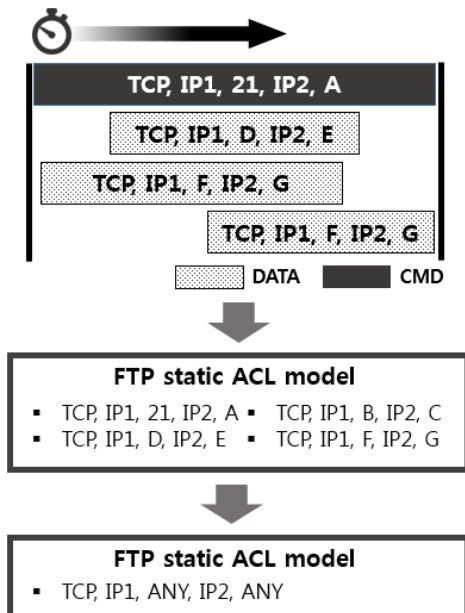 TCP, IP1, 21, IP2, A
TCP, IP1, D, IP2, E
TCP, IP1, F, IP2, G
TCP, IP1, F, IP2, G
DATA CMD
FTP static ACL model
▪ TCP, IP1, 21, IP2, A ▪ TCP, IP1, B, IP2, C
▪ TCP, IP1, D, IP2, E ▪ TCP, IP1, F, IP2, G
FTP static ACL model
▪ TCP, IP1, ANY, IP2, ANY